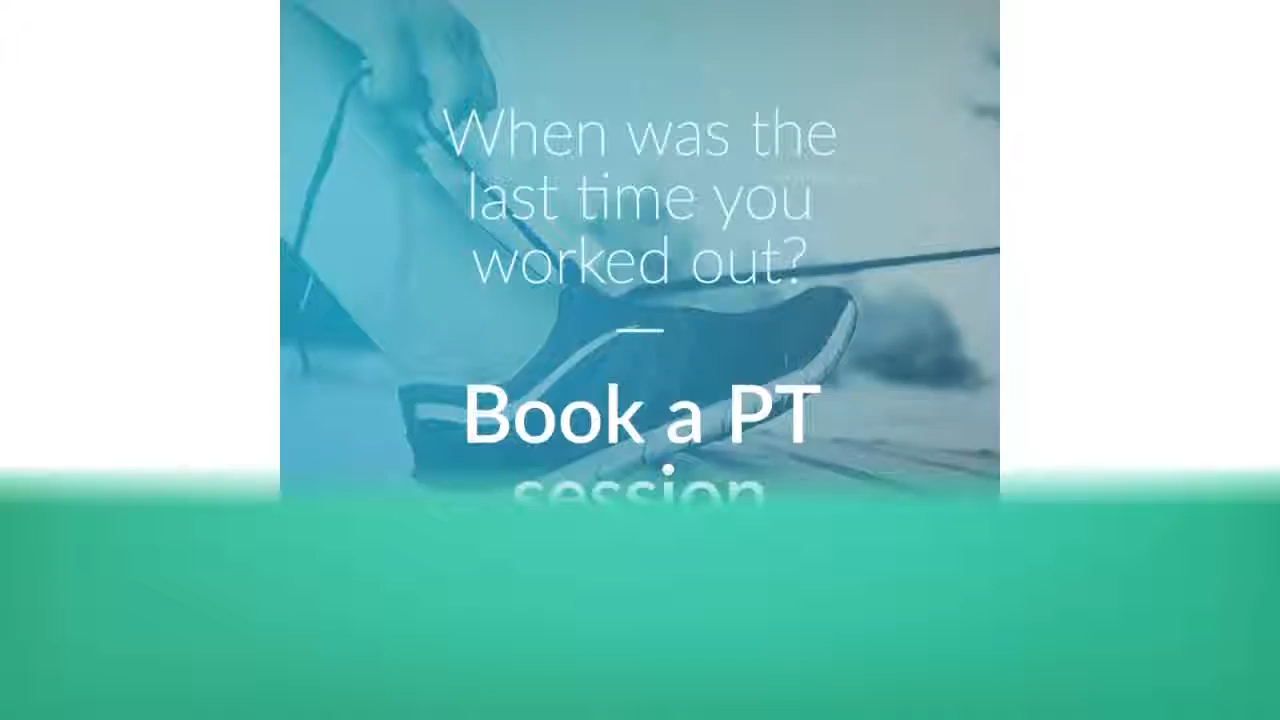 When was the
last time you
worked out?
Book a PT
session